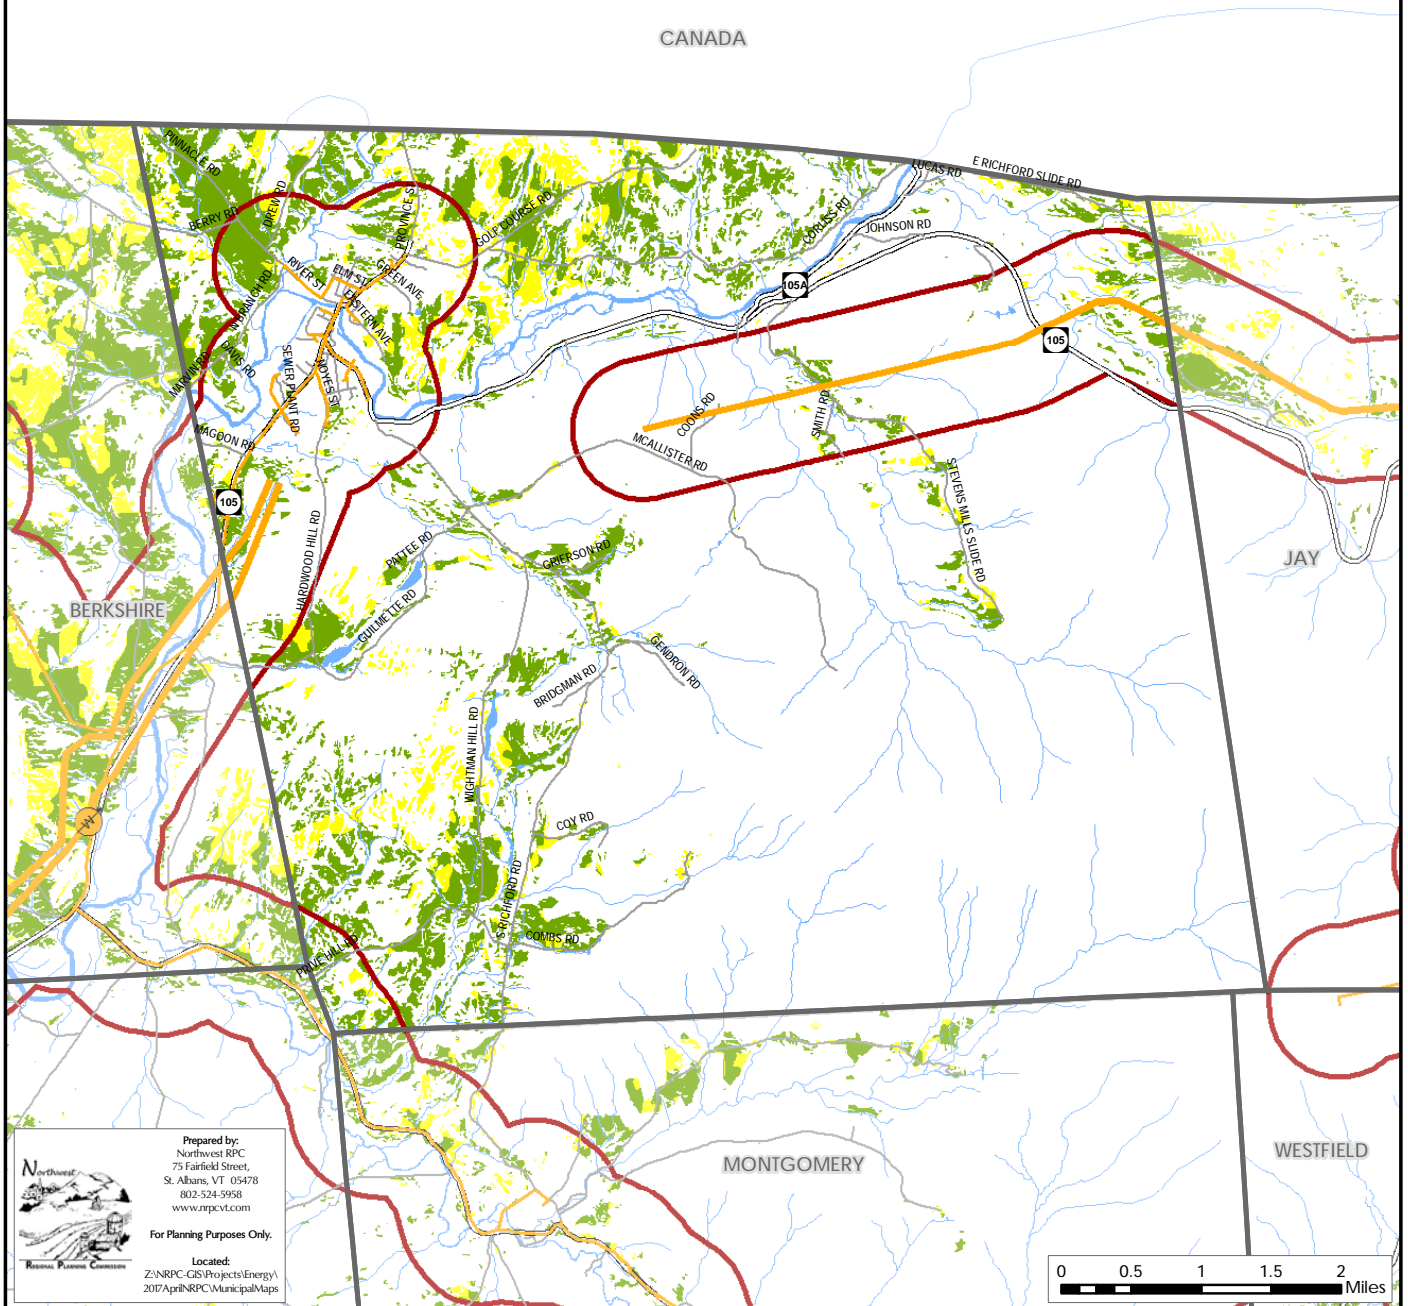 CANADA
PINNACLE RD
LUCAS RD
E RICHFORD SLIDE RD
BERRY RD
DREW RD
PROVINCE ST
GOLF COURSE RD
CORLISS RD
JOHNSON RD
RIVER ST
ELM ST
GREEN AVE
105A
N BRANCH RD
EASTERN AVE
105
MARVIN RD
DAVIS RD
SEWER PLANT RD
NOYES ST
COONS RD
SMITH RD
MAGOON RD
MCALLISTER RD
STEVENS MILLS SLIDE RD
105
HARDWOOD HILL RD
PATTEE RD
GRIERSON RD
JAY
BERKSHIRE
GUILMETTE RD
GENDRON RD
BRIDGMAN RD
WIGHTMAN HILL RD
W
COY RD
S RICHFORD RD
COMBS RD
PRIVE HILL RD
MONTGOMERY
WESTFIELD
Northwest
REGIONAL PLANNING COMMISSION
Prepared by:
Northwest RPC
75 Fairfield Street,
St. Albans, VT 05478
802-524-5958
www.nrpcvt.com
For Planning Purposes Only.
Located:
Z:\NRPC-GIS\Projects\Energy\
2017AprilNRPC\MunicipalMaps
0 0.5 1 1.5 2
Miles